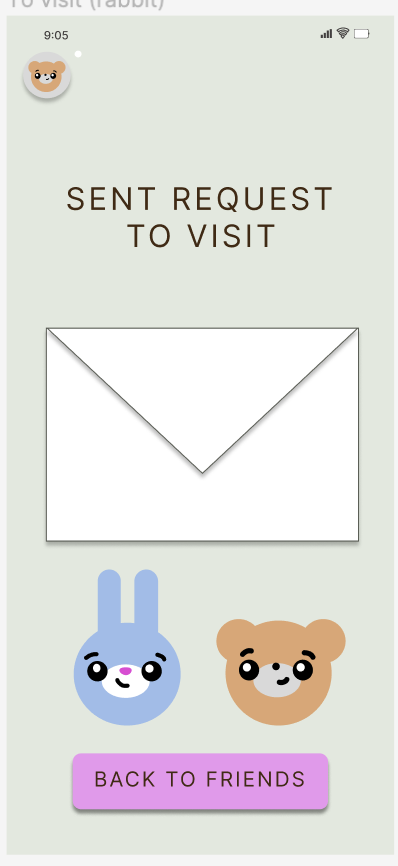 To visit (rabbit)
9:05
SENT REQUEST
TO VISIT
BACK TO FRIENDS